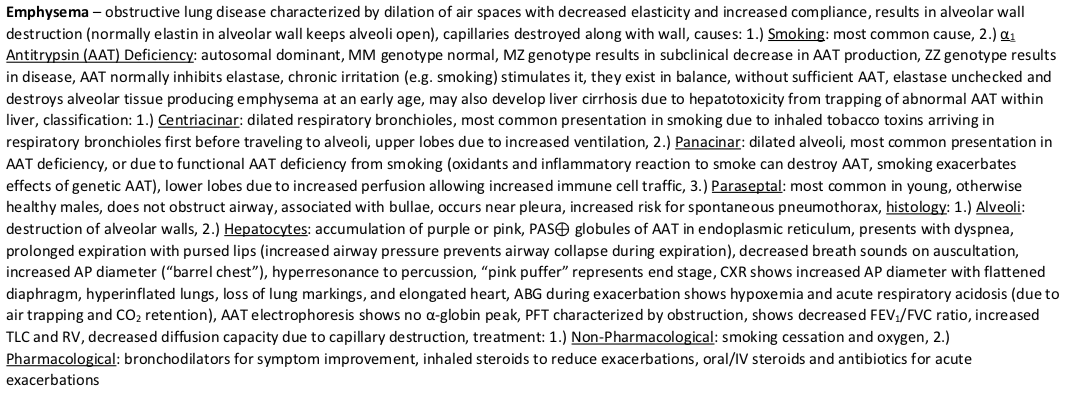 Emphysema – obstructive lung disease characterized by dilation of air spaces with decreased elasticity and increased compliance, results in alveolar wall
destruction (normally elastin in alveolar wall keeps alveoli open), capillaries destroyed along with wall, causes: 1.) Smoking: most common cause, 2.) α₁
Antitrypsin (AAT) Deficiency: autosomal dominant, MM genotype normal, MZ genotype results in subclinical decrease in AAT production, ZZ genotype results
in disease, AAT normally inhibits elastase, chronic irritation (e.g. smoking) stimulates it, they exist in balance, without sufficient AAT, elastase unchecked and
destroys alveolar tissue producing emphysema at an early age, may also develop liver cirrhosis due to hepatotoxicity from trapping of abnormal AAT within
liver, classification: 1.) Centriacinar: dilated respiratory bronchioles, most common presentation in smoking due to inhaled tobacco toxins arriving in
respiratory bronchioles first before traveling to alveoli, upper lobes due to increased ventilation, 2.) Panacinar: dilated alveoli, most common presentation in
AAT deficiency, or due to functional AAT deficiency from smoking (oxidants and inflammatory reaction to smoke can destroy AAT, smoking exacerbates
effects of genetic AAT), lower lobes due to increased perfusion allowing increased immune cell traffic, 3.) Paraseptal: most common in young, otherwise
healthy males, does not obstruct airway, associated with bullae, occurs near pleura, increased risk for spontaneous pneumothorax, histology: 1.) Alveoli:
destruction of alveolar walls, 2.) Hepatocytes: accumulation of purple or pink, PAS⊕ globules of AAT in endoplasmic reticulum, presents with dyspnea,
prolonged expiration with pursed lips (increased airway pressure prevents airway collapse during expiration), decreased breath sounds on auscultation,
increased AP diameter (“barrel chest”), hyperresonance to percussion, “pink puffer” represents end stage, CXR shows increased AP diameter with flattened
diaphragm, hyperinflated lungs, loss of lung markings, and elongated heart, ABG during exacerbation shows hypoxemia and acute respiratory acidosis (due to
air trapping and CO₂ retention), AAT electrophoresis shows no α-globin peak, PFT characterized by obstruction, shows decreased FEV₁/FVC ratio, increased
TLC and RV, decreased diffusion capacity due to capillary destruction, treatment: 1.) Non-Pharmacological: smoking cessation and oxygen, 2.)
Pharmacological: bronchodilators for symptom improvement, inhaled steroids to reduce exacerbations, oral/IV steroids and antibiotics for acute
exacerbations